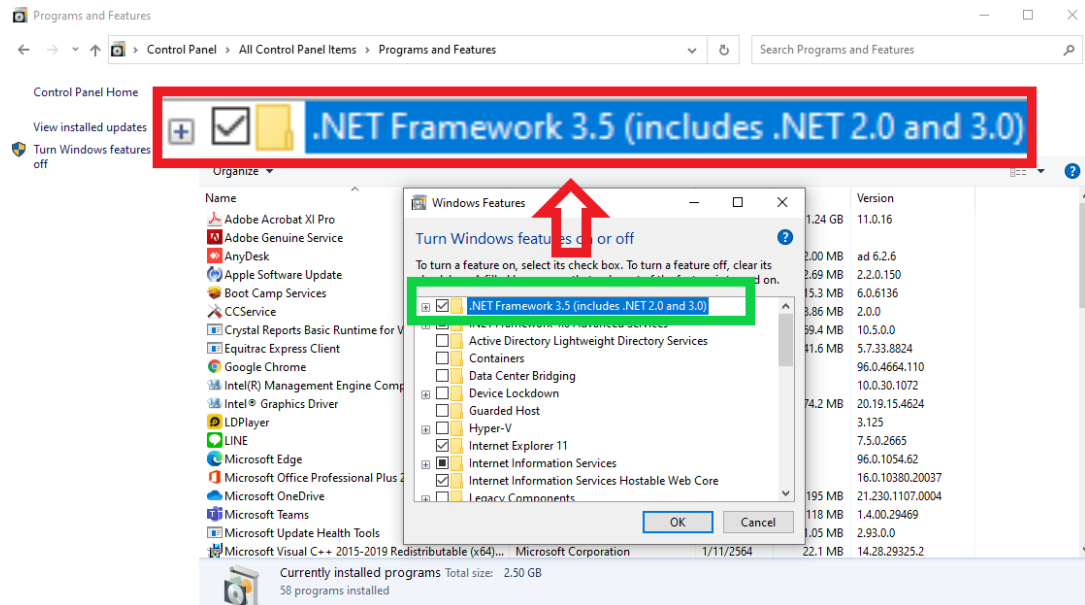 Programs and Features
Control Panel > All Control Panel Items > Programs and Features
Search Programs and Features
Control Panel Home
View installed updates
Turn Windows features
off
.NET Framework 3.5 (includes .NET 2.0 and 3.0)
Organize
Name
Version
Adobe Acrobat XI Pro
1.24 GB 11.0.16
Adobe Genuine Service
AnyDesk
2.00 MB ad 6.2.6
Apple Software Update
2.69 MB 2.2.0.150
Boot Camp Services
15.3 MB 6.0.6136
CCService
3.86 MB 2.0.0
Crystal Reports Basic Runtime for V
59.4 MB 10.5.0.0
Equitrac Express Client
41.6 MB 5.7.33.8824
Google Chrome
96.0.4664.110
Intel(R) Management Engine Comp
10.0.30.1072
Intel® Graphics Driver
74.2 MB 20.19.15.4624
LDPlayer
3.125
LINE
7.5.0.2665
Microsoft Edge
96.0.1054.62
Microsoft Office Professional Plus 2
16.0.10380.20037
Microsoft OneDrive
195 MB 21.230.1107.0004
Microsoft Teams
118 MB 1.4.00.29469
Microsoft Update Health Tools
1.05 MB 2.93.0.0
Microsoft Visual C++ 2015-2019 Redistributable (x64)... Microsoft Corporation 1/11/2564 22.1 MB 14.28.29325.2
Windows Features
Turn Windows features on or off
To turn a feature on, select its check box. To turn a feature off, clear its
on.
.NET Framework 3.5 (includes .NET 2.0 and 3.0)
.NET Framework 4.8 Advanced Services
Active Directory Lightweight Directory Services
Containers
Data Center Bridging
Device Lockdown
Guarded Host
Hyper-V
Internet Explorer 11
Internet Information Services
Internet Information Services Hostable Web Core
Legacy Components
OK Cancel
Currently installed programs Total size: 2.50 GB
58 programs installed